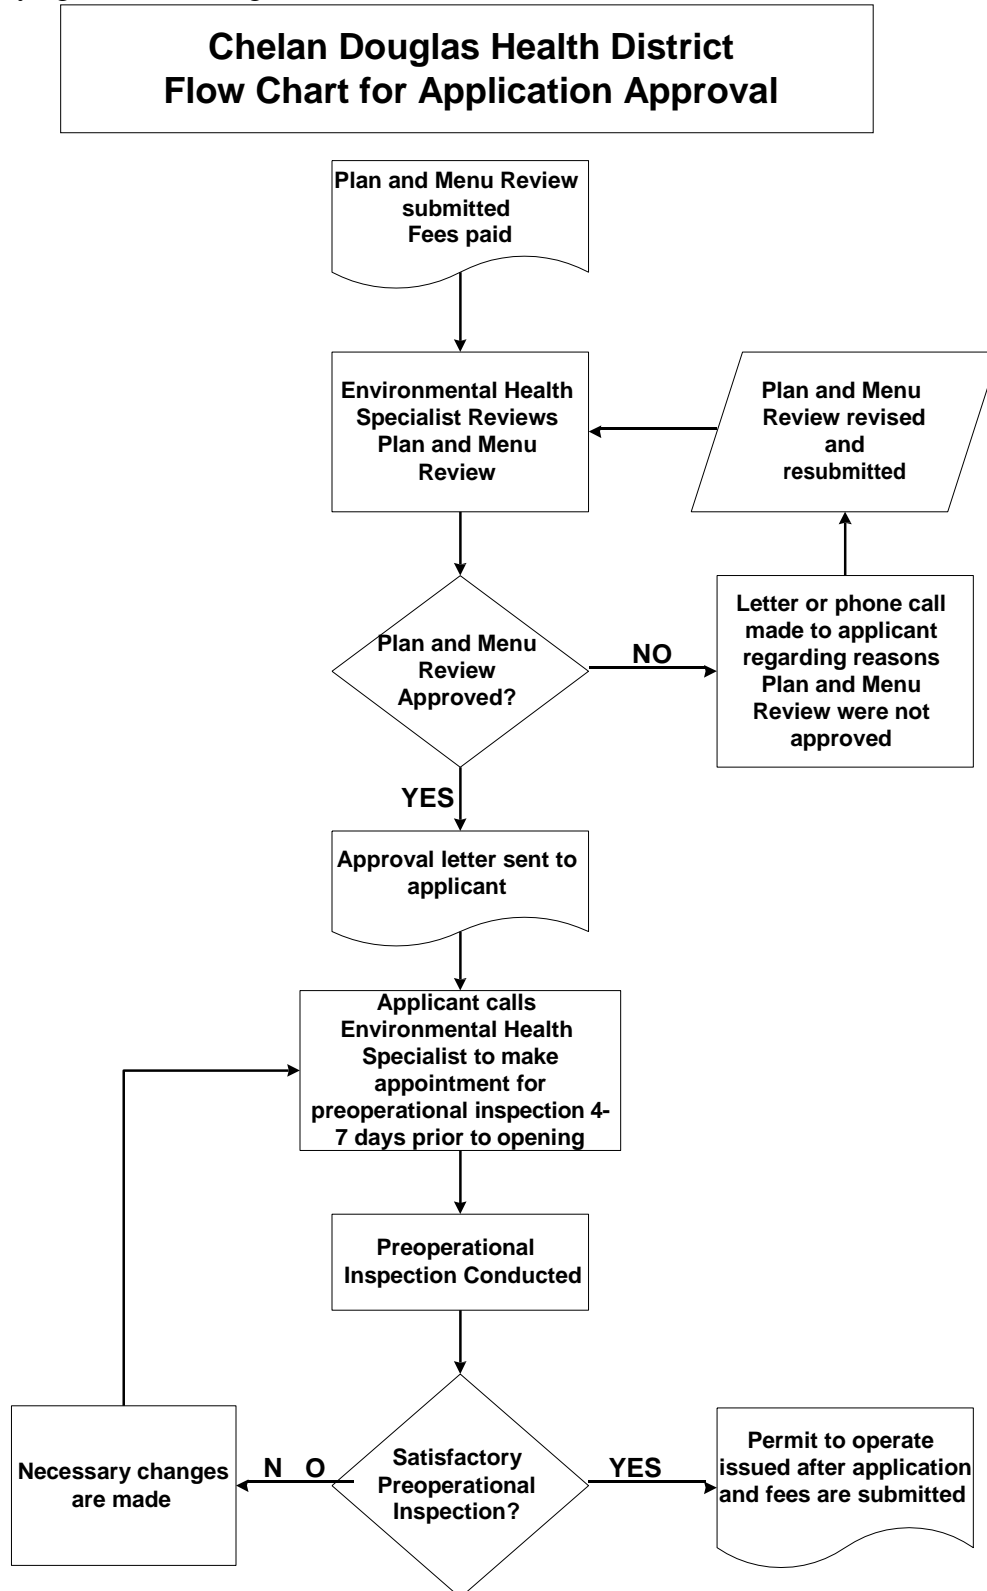 Chelan Douglas Health District
Flow Chart for Application Approval
Plan and Menu Review
submitted
Fees paid
Environmental Health
Specialist Reviews
Plan and Menu
Review
Plan and Menu
Review revised
and
resubmitted
Plan and Menu
Review
Approved?
NO
Letter or phone call
made to applicant
regarding reasons
Plan and Menu
Review were not
approved
YES
Approval letter sent to
applicant
Applicant calls
Environmental Health
Specialist to make
appointment for
preoperational inspection 4-
7 days prior to opening
Preoperational
Inspection Conducted
Satisfactory
Preoperational
Inspection?
N O
Necessary changes
are made
YES
Permit to operate
issued after application
and fees are submitted